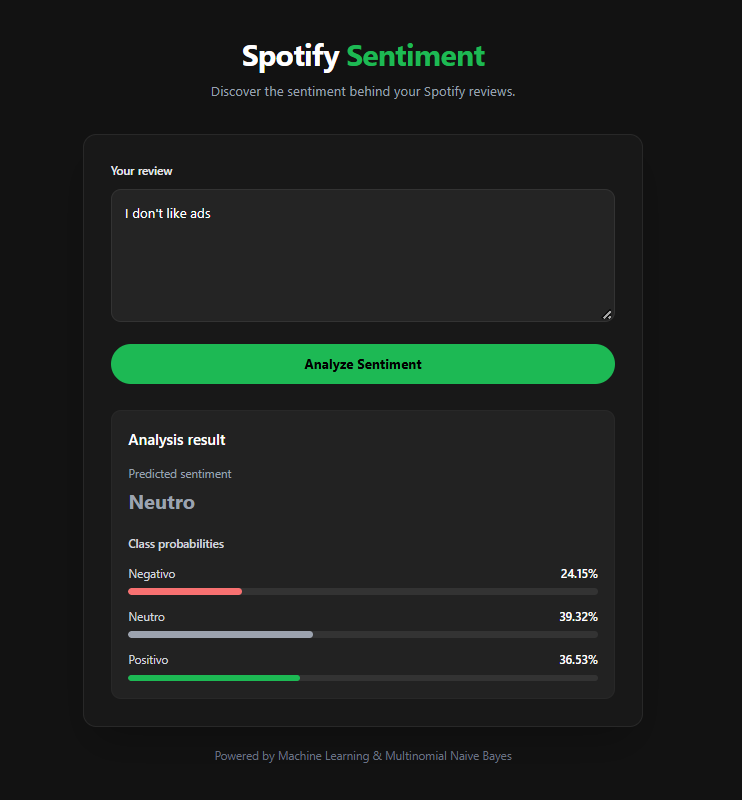 Spotify Sentiment
Discover the sentiment behind your Spotify reviews.
Your review
I don't like ads
Analyze Sentiment
Analysis result
Predicted sentiment
Neutro
Class probabilities
Negativo 24.15%
Neutro 39.32%
Positivo 36.53%
Powered by Machine Learning & Multinomial Naive Bayes